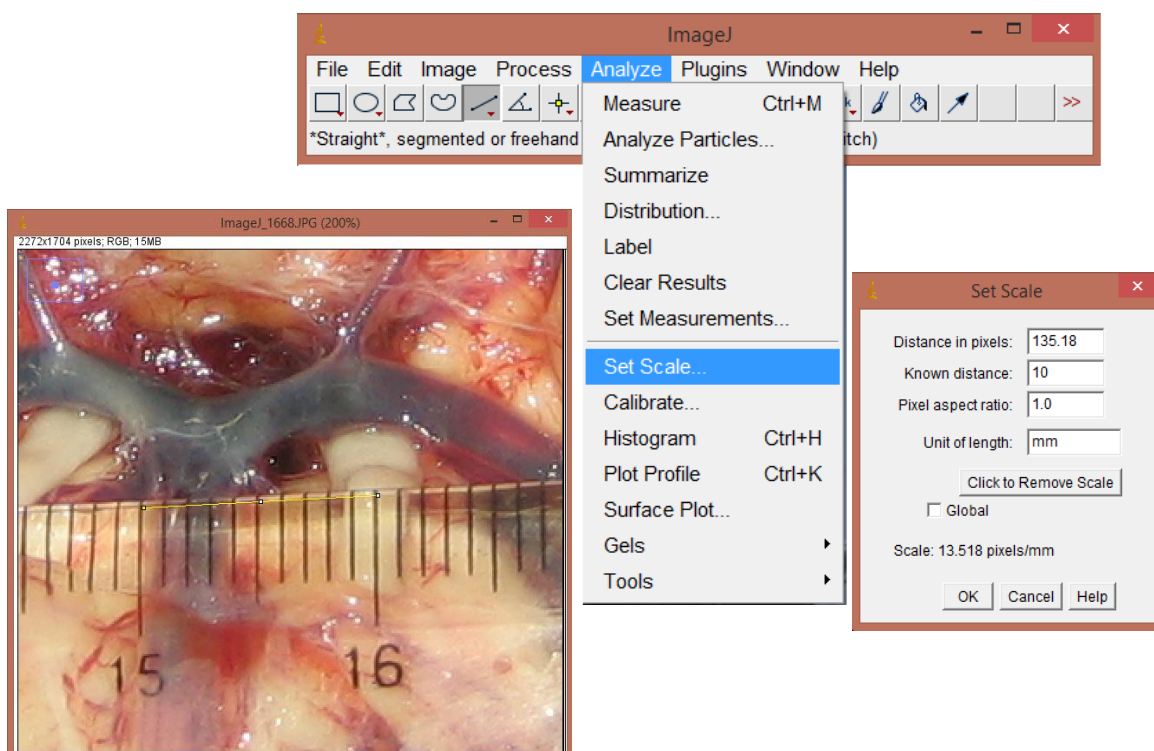 ImageJ
File Edit Image Process Analyze Plugins Window Help
*Straight*, segmented or freehand
Measure Ctrl+M
Analyze Particles...
Summarize
Distribution...
Label
Clear Results
Set Measurements...
Set Scale...
Calibrate...
Histogram Ctrl+H
Plot Profile Ctrl+K
Surface Plot...
Gels
Tools
ImageJ_1668.JPG (200%)
2272x1704 pixels; RGB; 15MB
15 16
Set Scale
Distance in pixels: 135.18
Known distance: 10
Pixel aspect ratio: 1.0
Unit of length: mm
Click to Remove Scale
Global
Scale: 13.518 pixels/mm
OK Cancel Help